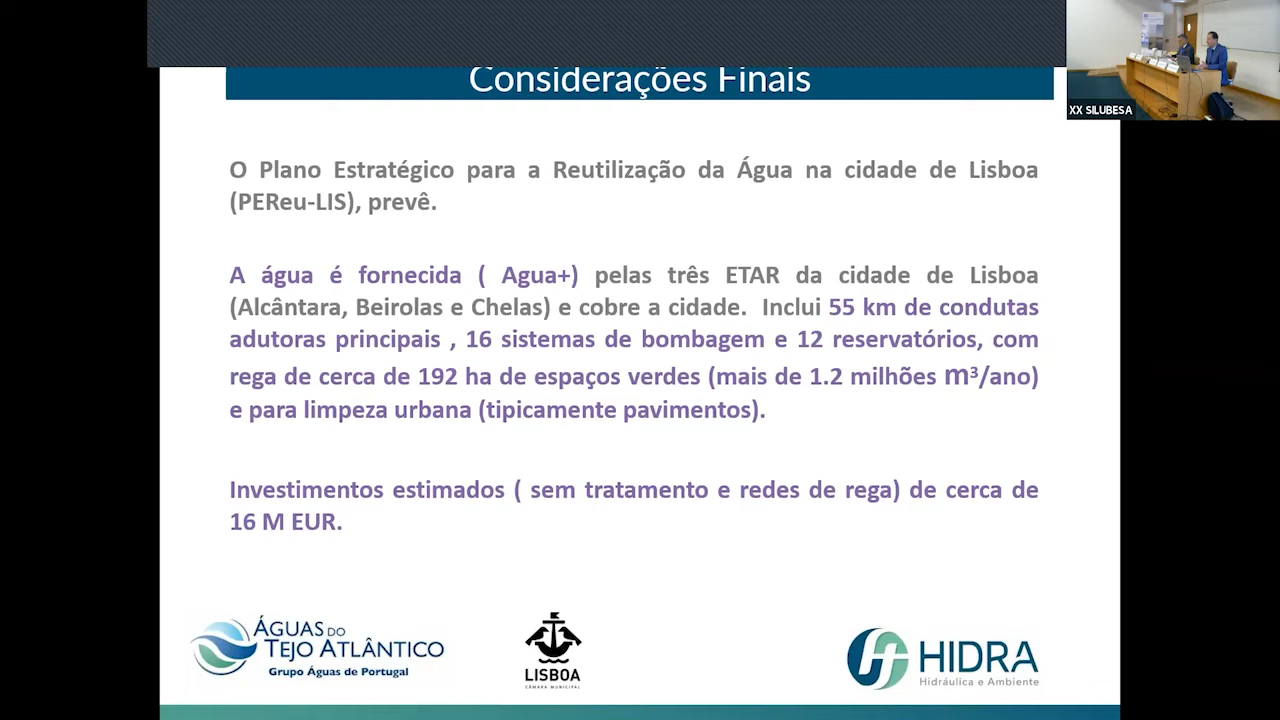 Considerações Finais
XX SILUBESA
O Plano Estratégico para a Reutilização da Água na cidade de Lisboa
(PEReu-LIS), prevê.
A água é fornecida ( Agua+) pelas três ETAR da cidade de Lisboa
(Alcântara, Beirolas e Chelas) e cobre a cidade. Inclui 55 km de condutas
adutoras principais , 16 sistemas de bombagem e 12 reservatórios, com
rega de cerca de 192 ha de espaços verdes (mais de 1.2 milhões m³/ano)
e para limpeza urbana (tipicamente pavimentos).
Investimentos estimados ( sem tratamento e redes de rega) de cerca de
16 M EUR.
ÁGUAS DO
TEJO ATLÂNTICO
Grupo Águas de Portugal
LISBOA
CÂMARA MUNICIPAL
HIDRA
Hidráulica e Ambiente